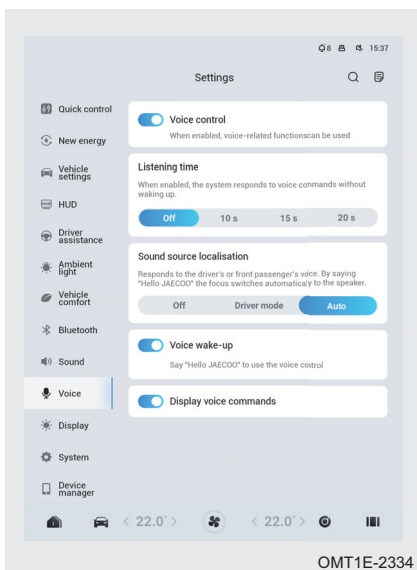 8 15:37
Settings
Quick control
New energy
Vehicle
settings
HUD
Driver
assistance
Ambient
light
Vehicle
comfort
Bluetooth
Sound
Voice
Display
System
Device
manager
Voice control
When enabled, voice-related functionscan be used
Listening time
When enabled, the system responds to voice commands without
waking up.
Off 10 s 15 s 20 s
Sound source localisation
Responds to the driver's or front passenger's voice. By saying
"Hello JAECOO" the focus switches automatically to the speaker.
Off Driver mode Auto
Voice wake-up
Say "Hello JAECOO" to use the voice control
Display voice commands
< 22.0° > < 22.0° >
OMT1E-2334